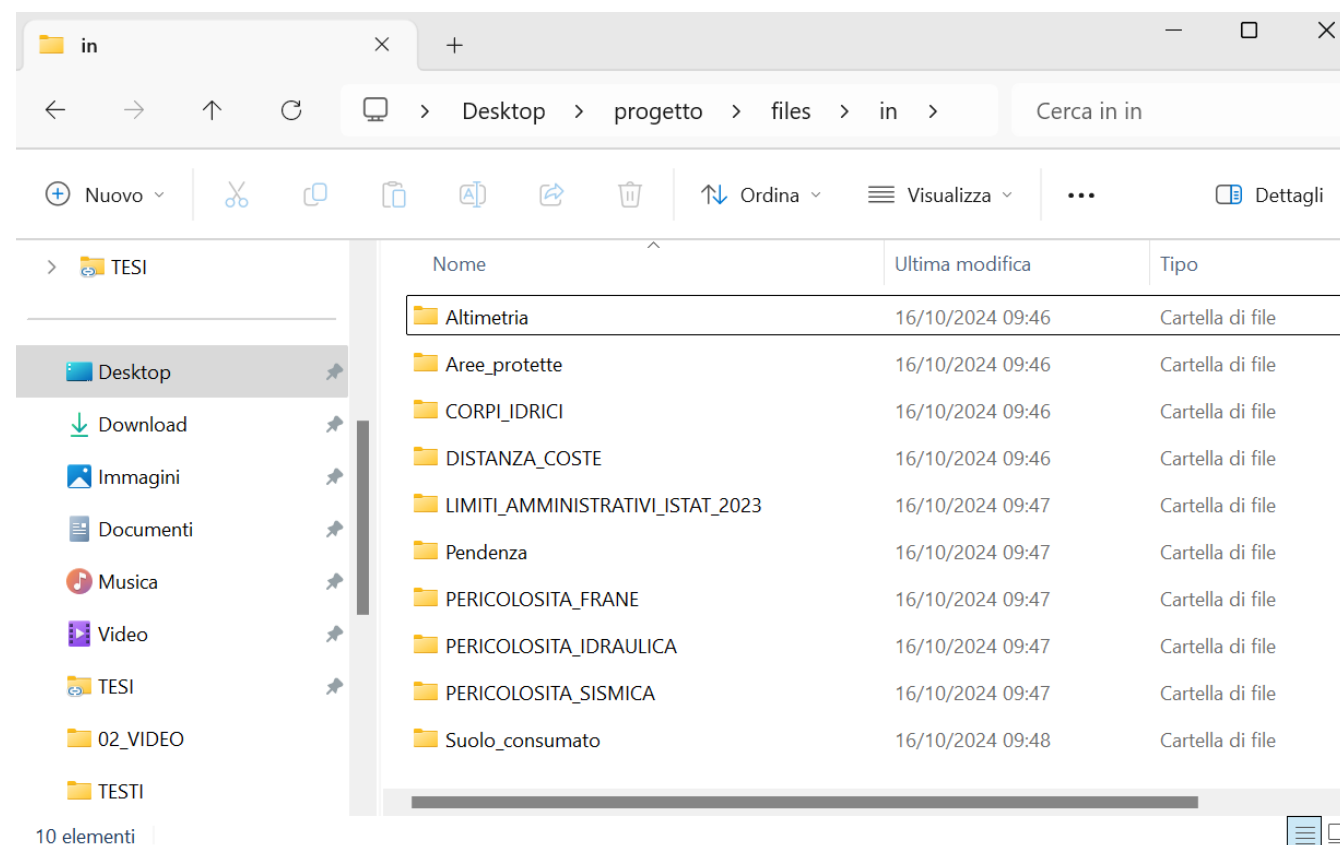 in
Desktop > progetto > files > in > Cerca in in
Nuovo Ordina Visualizza ... Dettagli
TESI
Desktop
Download
Immagini
Documenti
Musica
Video
TESI
02_VIDEO
TESTI
Nome Ultima modifica Tipo
Altimetria 16/10/2024 09:46 Cartella di file
Aree_protette 16/10/2024 09:46 Cartella di file
CORPI_IDRICI 16/10/2024 09:46 Cartella di file
DISTANZA_COSTE 16/10/2024 09:46 Cartella di file
LIMITI_AMMINISTRATIVI_ISTAT_2023 16/10/2024 09:47 Cartella di file
Pendenza 16/10/2024 09:47 Cartella di file
PERICOLOSITA_FRANE 16/10/2024 09:47 Cartella di file
PERICOLOSITA_IDRAULICA 16/10/2024 09:47 Cartella di file
PERICOLOSITA_SISMICA 16/10/2024 09:47 Cartella di file
Suolo_consumato 16/10/2024 09:48 Cartella di file
10 elementi